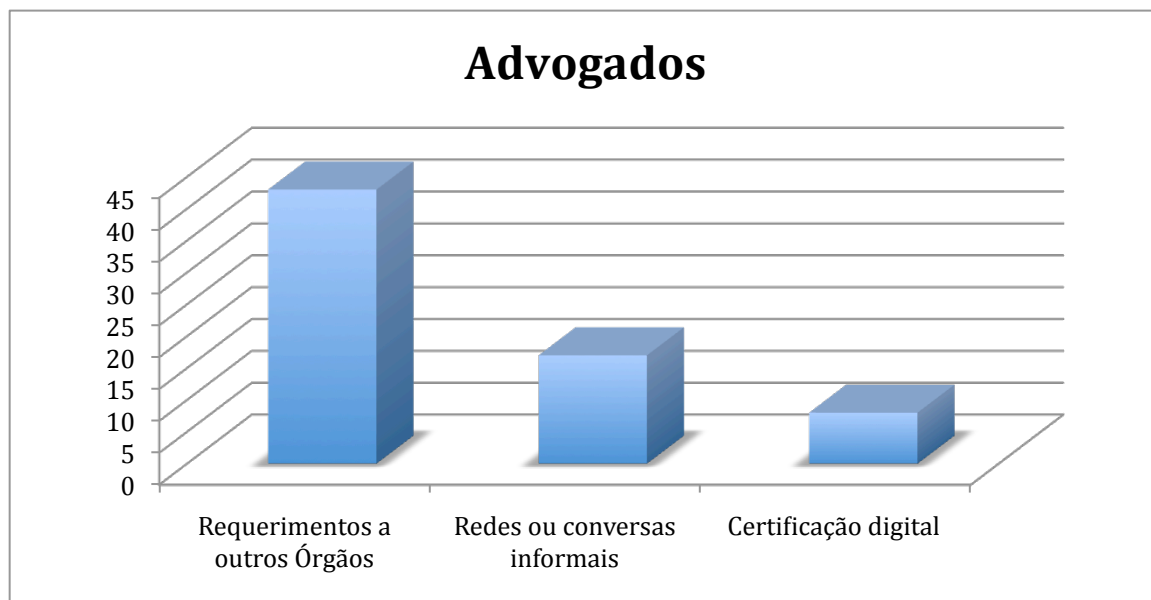 Advogados
45
40
35
30
25
20
15
10
5
0
Requerimentos a
outros Órgãos
Redes ou conversas
informais
Certificação digital